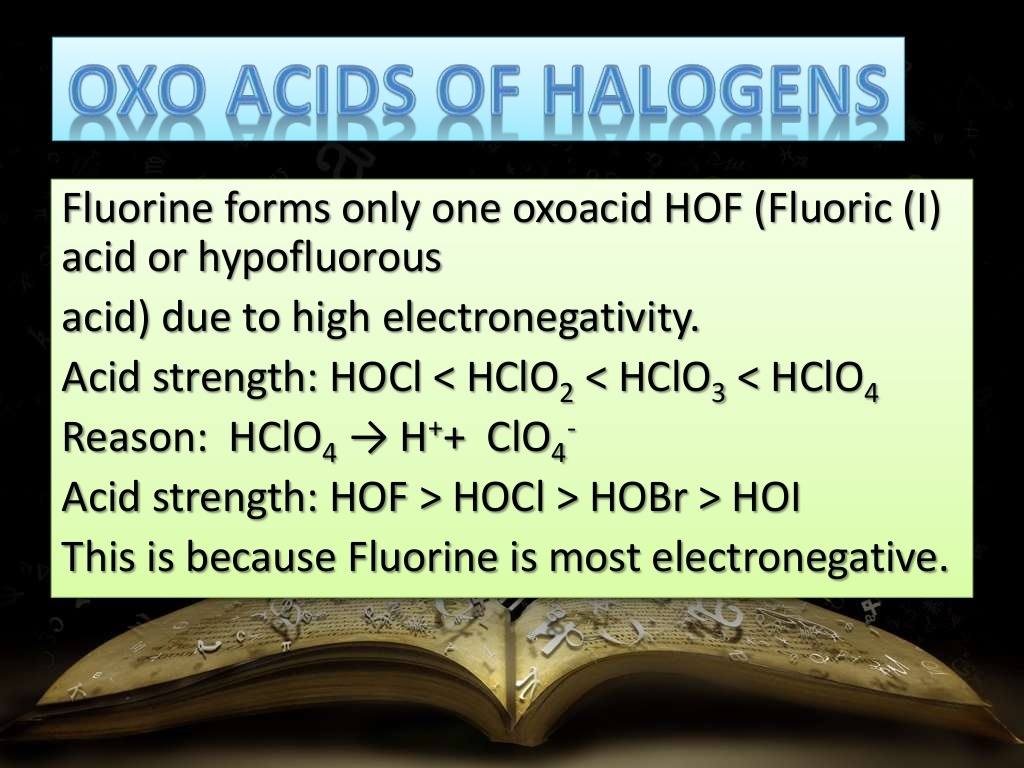 OXO ACIDS OF HALOGENS
Fluorine forms only one oxoacid HOF (Fluoric (I)
acid or hypofluorous
acid) due to high electronegativity.
Acid strength: HOCl < HClO₂ < HClO₃ < HClO₄
Reason:  HClO₄ → H⁺+  ClO₄⁻
Acid strength: HOF > HOCl > HOBr > HOI
This is because Fluorine is most electronegative.